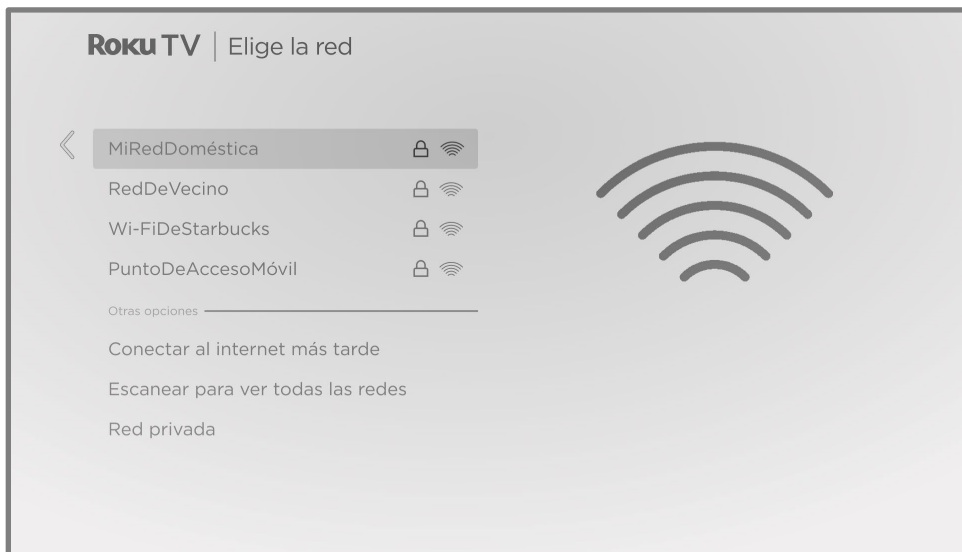 Roku TV | Elige la red
MiRedDoméstica
RedDeVecino
Wi-FiDeStarbucks
PuntoDeAccesoMóvil
Otras opciones
Conectar al internet más tarde
Escanear para ver todas las redes
Red privada